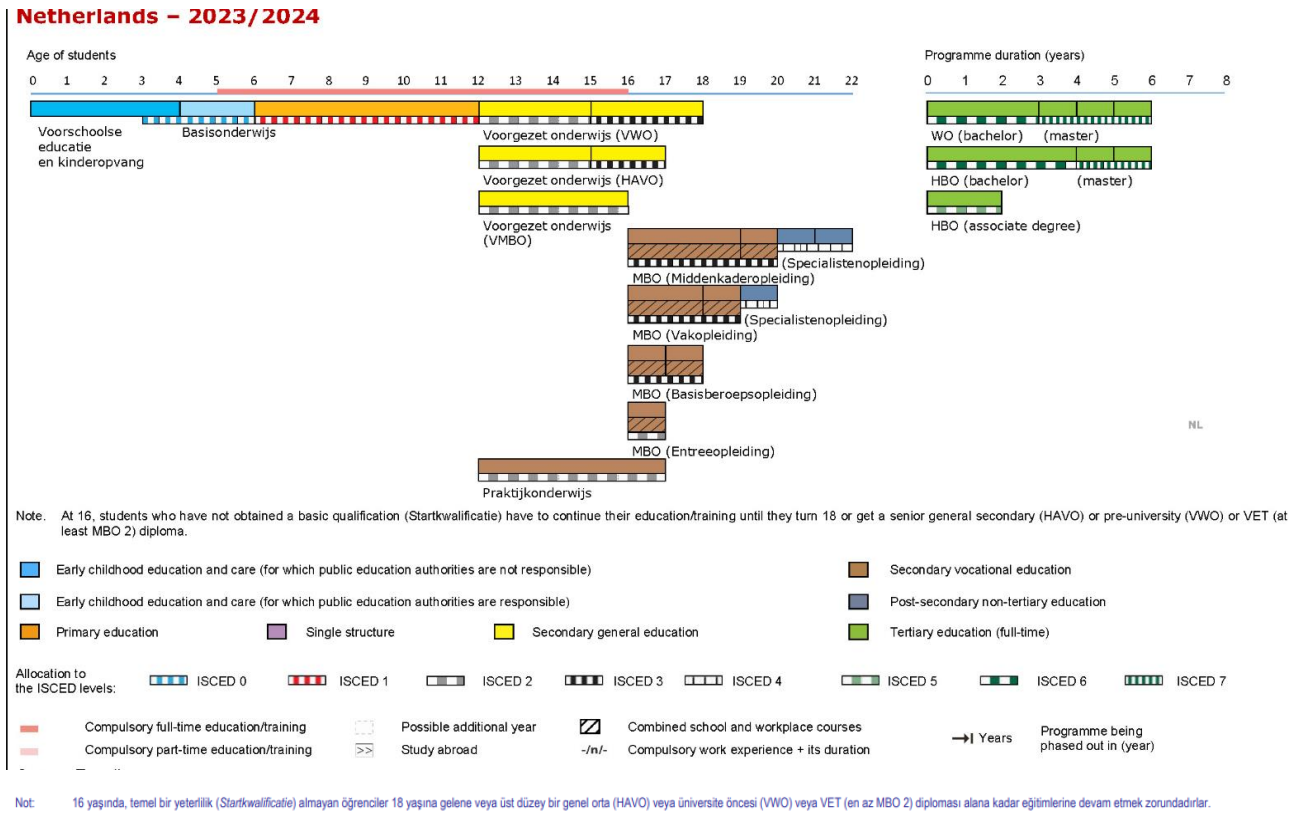 Netherlands – 2023/2024
Age of students
Programme duration (years)
0 1 2 3 4 5 6 7 8 9 10 11 12 13 14 15 16 17 18 19 20 21 22
0 1 2 3 4 5 6 7 8
Voorschoolse
educatie
en kinderopvang
Basisonderwijs
Voorgezet onderwijs (VWO)
WO (bachelor) (master)
Voorgezet onderwijs (HAVO)
HBO (bachelor) (master)
Voorgezet onderwijs
(VMBO)
HBO (associate degree)
(Specialistenopleiding)
MBO (Middenkaderopleiding)
(Specialistenopleiding)
MBO (Vakopleiding)
MBO (Basisberoepsopleiding)
NL
MBO (Entreeopleiding)
Praktijkonderwijs
Note. At 16, students who have not obtained a basic qualification (Startkwalificatie) have to continue their education/training until they turn 18 or get a senior general secondary (HAVO) or pre-university (VWO) or VET (at
least MBO 2) diploma.
Early childhood education and care (for which public education authorities are not responsible)
Secondary vocational education
Early childhood education and care (for which public education authorities are responsible)
Post-secondary non-tertiary education
Primary education
Single structure
Secondary general education
Tertiary education (full-time)
Allocation to
the ISCED levels:
ISCED 0
ISCED 1
ISCED 2
ISCED 3
ISCED 4
ISCED 5
ISCED 6
ISCED 7
Compulsory full-time education/training
Possible additional year
Combined school and workplace courses
Years
Programme being
phased out in (year)
Compulsory part-time education/training
>> Study abroad
-/n/- Compulsory work experience + its duration
Not: 16 yaşında, temel bir yeterlilik (Startkwalificatie) almayan öğrenciler 18 yaşına gelene veya üst düzey bir genel orta (HAVO) veya üniversite öncesi (VWO) veya VET (en az MBO 2) diploması alana kadar eğitimlerine devam etmek zorundadırlar.